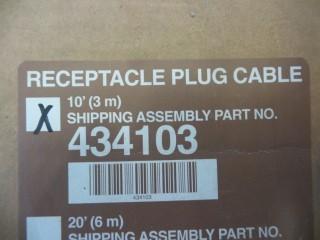 RECEPTACLE PLUG CABLE
X 10' (3 m)
SHIPPING ASSEMBLY PART NO.
434103
434103
20' (6 m)
SHIPPING ASSEMBLY PART NO.